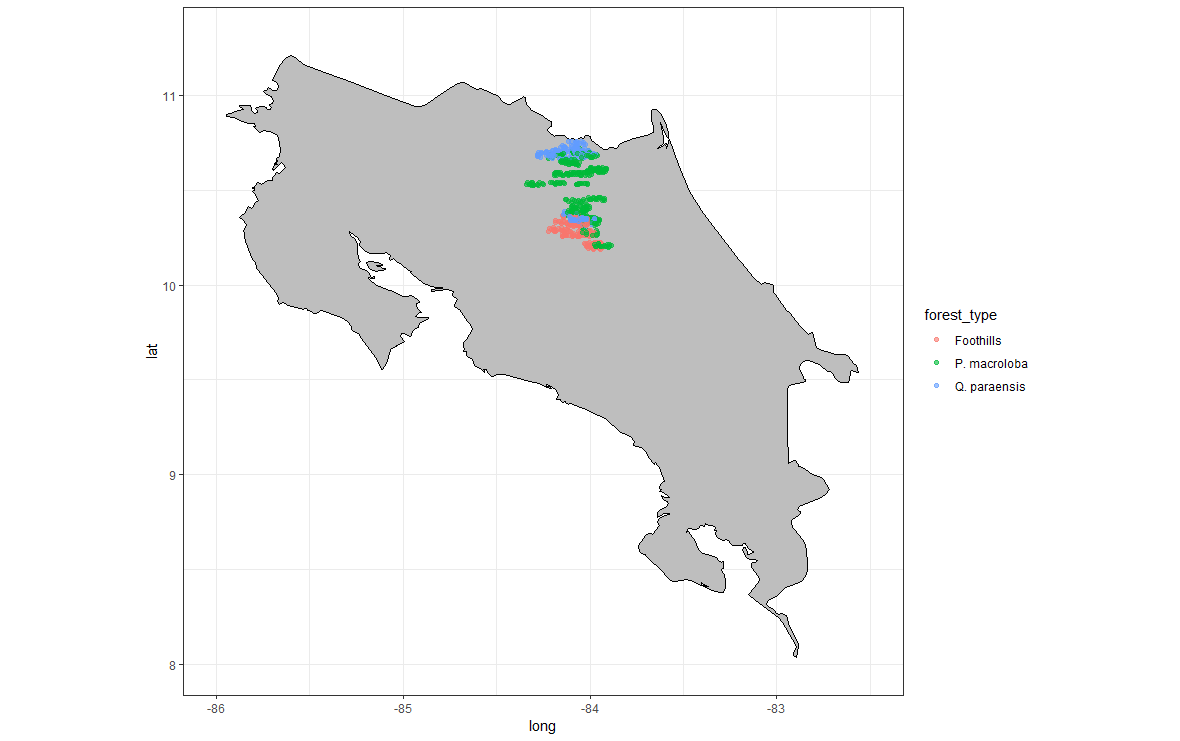 11
10
9
8
lat
-86
-85
-84
-83
long
forest_type
Foothills
P. macroloba
Q. paraensis